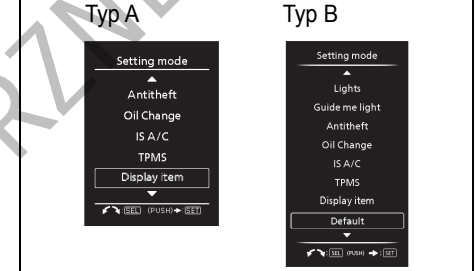 Typ A
Setting mode
Antitheft
Oil Change
IS A/C
TPMS
Display item
:SEL (PUSH) : SET
Typ B
Setting mode
Lights
Guide me light
Antitheft
Oil Change
IS A/C
TPMS
Display item
Default
:SEL (PUSH) : SET